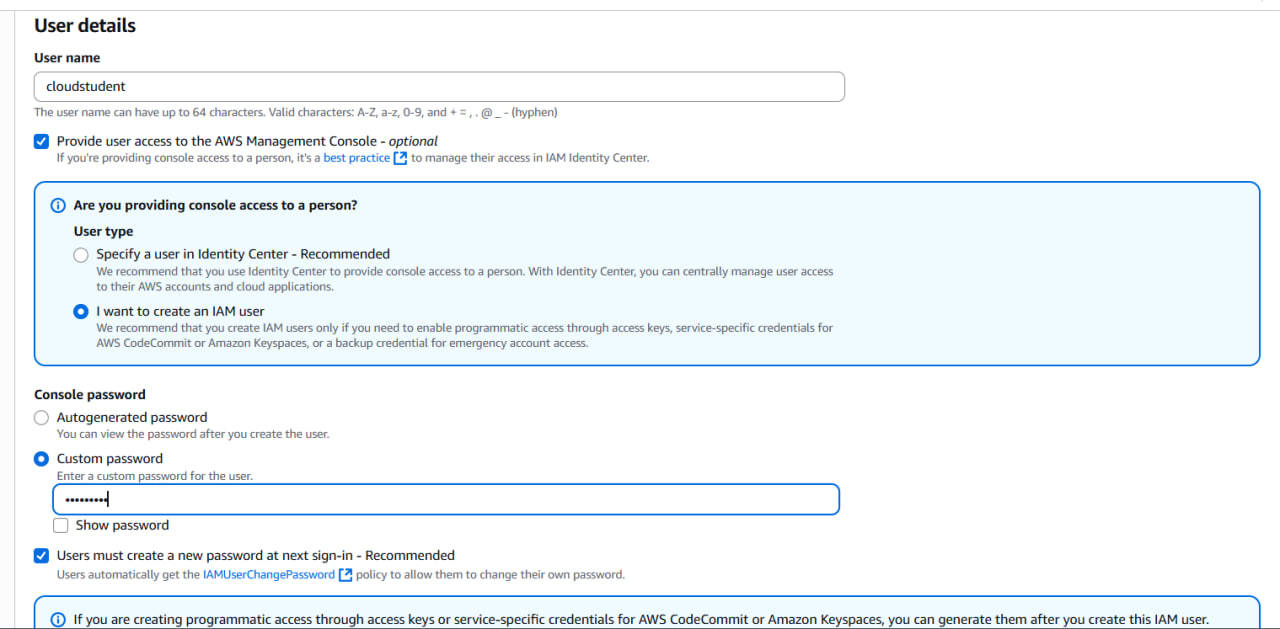 User details
User name
cloudstudent
The user name can have up to 64 characters. Valid characters: A-Z, a-z, 0-9, and + = , . @ _ - (hyphen)
Provide user access to the AWS Management Console - optional
If you're providing console access to a person, it's a best practice to manage their access in IAM Identity Center.
Are you providing console access to a person?
User type
Specify a user in Identity Center - Recommended
We recommend that you use Identity Center to provide console access to a person. With Identity Center, you can centrally manage user access
to their AWS accounts and cloud applications.
I want to create an IAM user
We recommend that you create IAM users only if you need to enable programmatic access through access keys, service-specific credentials for
AWS CodeCommit or Amazon Keyspaces, or a backup credential for emergency account access.
Console password
Autogenerated password
You can view the password after you create the user.
Custom password
Enter a custom password for the user.
•••••••••
Show password
Users must create a new password at next sign-in - Recommended
Users automatically get the IAMUserChangePassword policy to allow them to change their own password.
If you are creating programmatic access through access keys or service-specific credentials for AWS CodeCommit or Amazon Keyspaces, you can generate them after you create this IAM user.